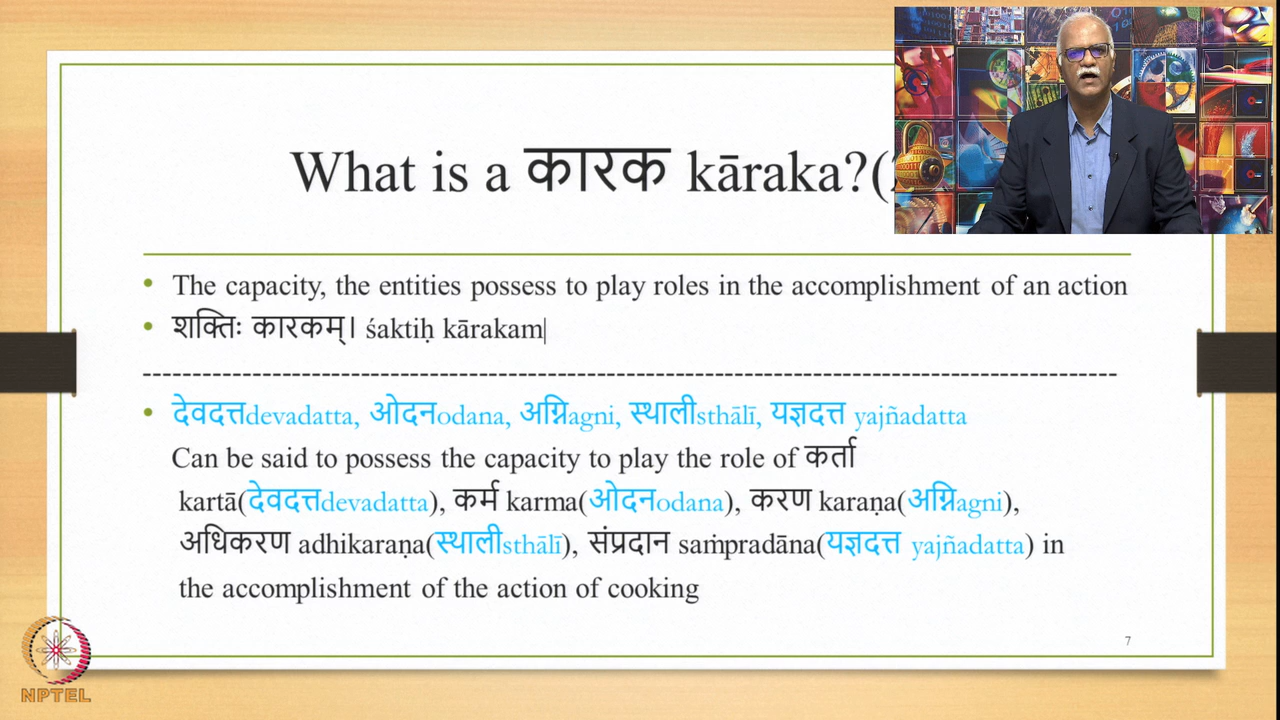 What is a कारक kāraka?(
• The capacity, the entities possess to play roles in the accomplishment of an action
• शक्तिः कारकम्। śaktiḥ kārakam|
--------------------------------------------------------------------------------------------------
• देवदत्तdevadatta, ओदनodana, अग्निagni, स्थालीsthālī, यज्ञदत्त yajñadatta
Can be said to possess the capacity to play the role of कर्ता
kartā(देवदत्तdevadatta), कर्म karma(ओदनodana), करण karaṇa(अग्निagni),
अधिकरण adhikaraṇa(स्थालीsthālī), संप्रदान saṁpradāna(यज्ञदत्त yajñadatta) in
the accomplishment of the action of cooking
7
NPTEL